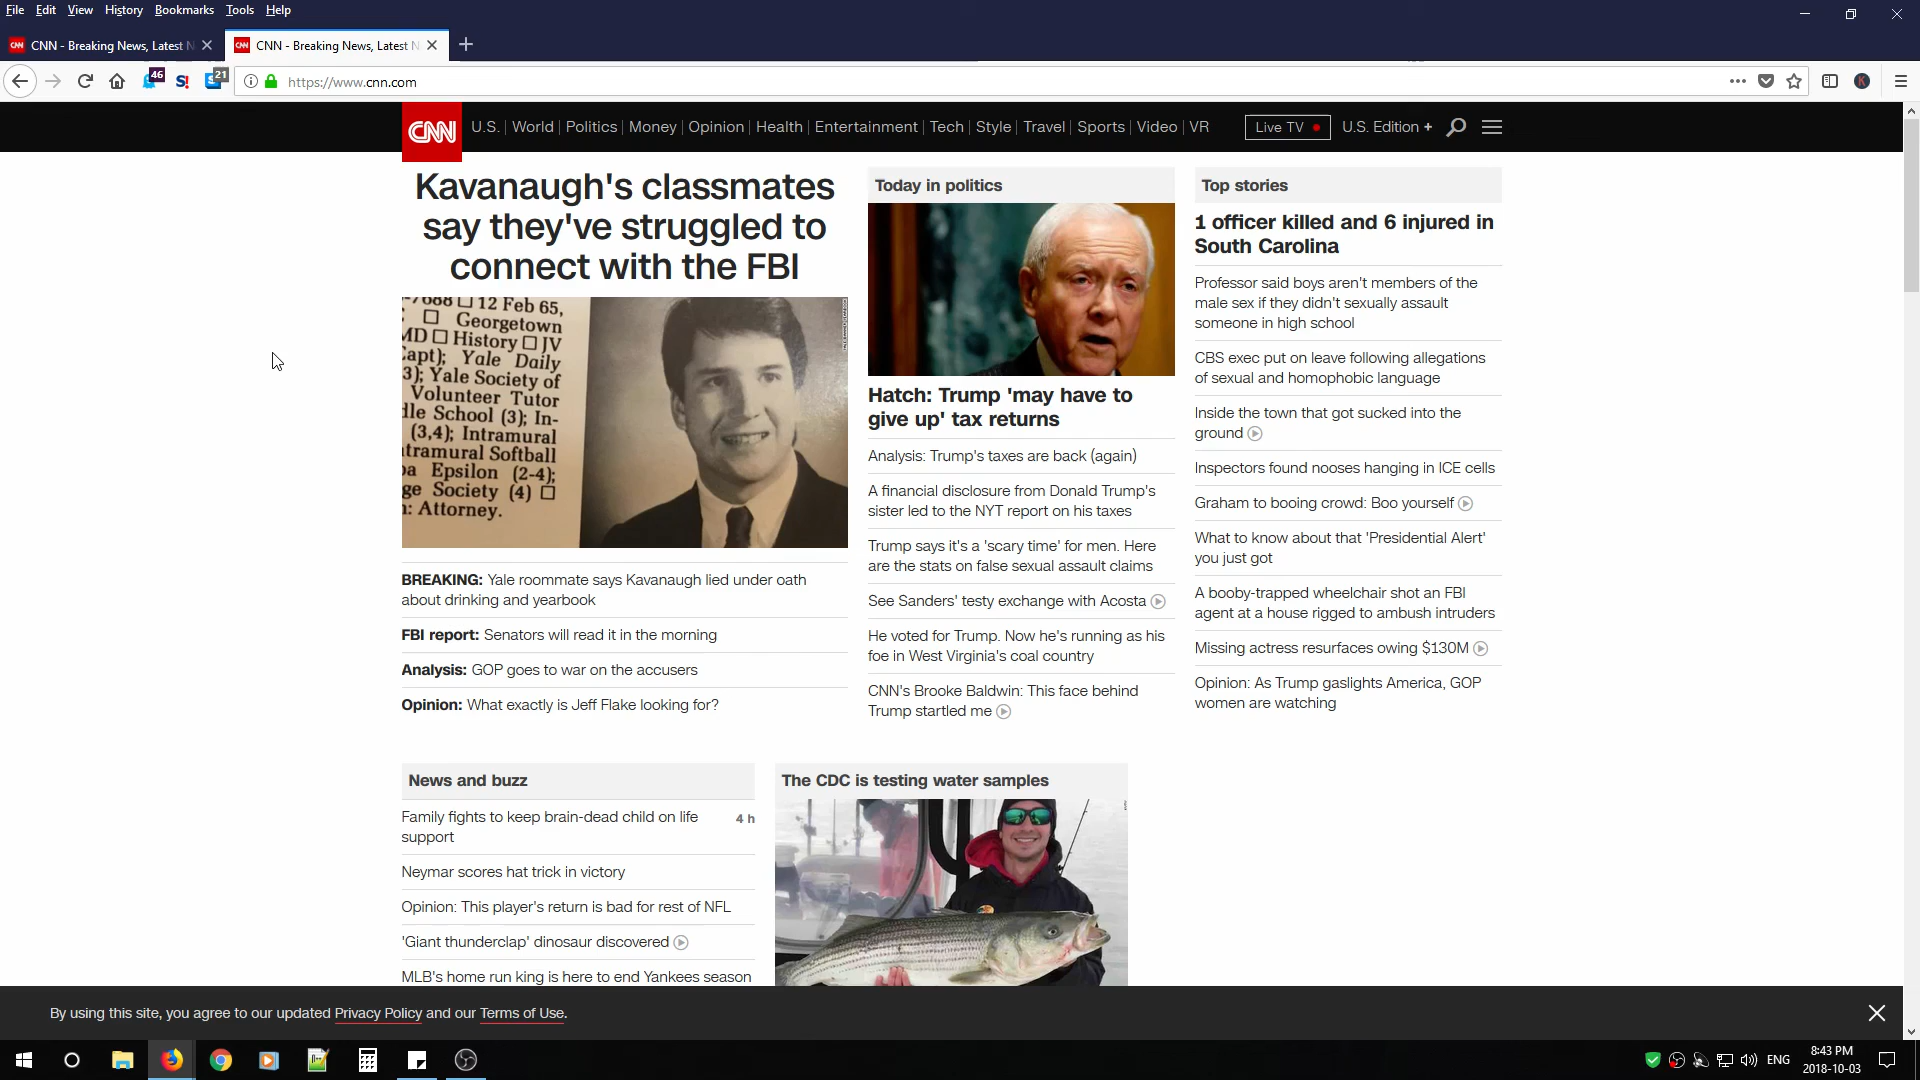 File Edit View History Bookmarks Tools Help
CNN - Breaking News, Latest N
CNN - Breaking News, Latest N
46
S!
21
https://www.cnn.com
CNN
U.S. World Politics Money Opinion Health Entertainment Tech Style Travel Sports Video VR
Live TV
U.S. Edition +
Kavanaugh's classmates
say they've struggled to
connect with the FBI
12 Feb 65,
Georgetown
MD History JV
Capt); Yale Daily
3); Yale Society of
Volunteer Tutor
dle School (3); In-
(3,4); Intramural
tramural Softball
pa Epsilon (2-4);
ge Society (4)
n: Attorney.
BREAKING: Yale roommate says Kavanaugh lied under oath
about drinking and yearbook
FBI report: Senators will read it in the morning
Analysis: GOP goes to war on the accusers
Opinion: What exactly is Jeff Flake looking for?
Today in politics
Hatch: Trump 'may have to
give up' tax returns
Analysis: Trump's taxes are back (again)
A financial disclosure from Donald Trump's
sister led to the NYT report on his taxes
Trump says it's a 'scary time' for men. Here
are the stats on false sexual assault claims
See Sanders' testy exchange with Acosta
He voted for Trump. Now he's running as his
foe in West Virginia's coal country
CNN's Brooke Baldwin: This face behind
Trump startled me
Top stories
1 officer killed and 6 injured in
South Carolina
Professor said boys aren't members of the
male sex if they didn't sexually assault
someone in high school
CBS exec put on leave following allegations
of sexual and homophobic language
Inside the town that got sucked into the
ground
Inspectors found nooses hanging in ICE cells
Graham to booing crowd: Boo yourself
What to know about that 'Presidential Alert'
you just got
A booby-trapped wheelchair shot an FBI
agent at a house rigged to ambush intruders
Missing actress resurfaces owing $130M
Opinion: As Trump gaslights America, GOP
women are watching
News and buzz
Family fights to keep brain-dead child on life
support
4 h
Neymar scores hat trick in victory
Opinion: This player's return is bad for rest of NFL
'Giant thunderclap' dinosaur discovered
MLB's home run king is here to end Yankees season
The CDC is testing water samples
By using this site, you agree to our updated Privacy Policy and our Terms of Use.
ENG
8:43 PM
2018-10-03